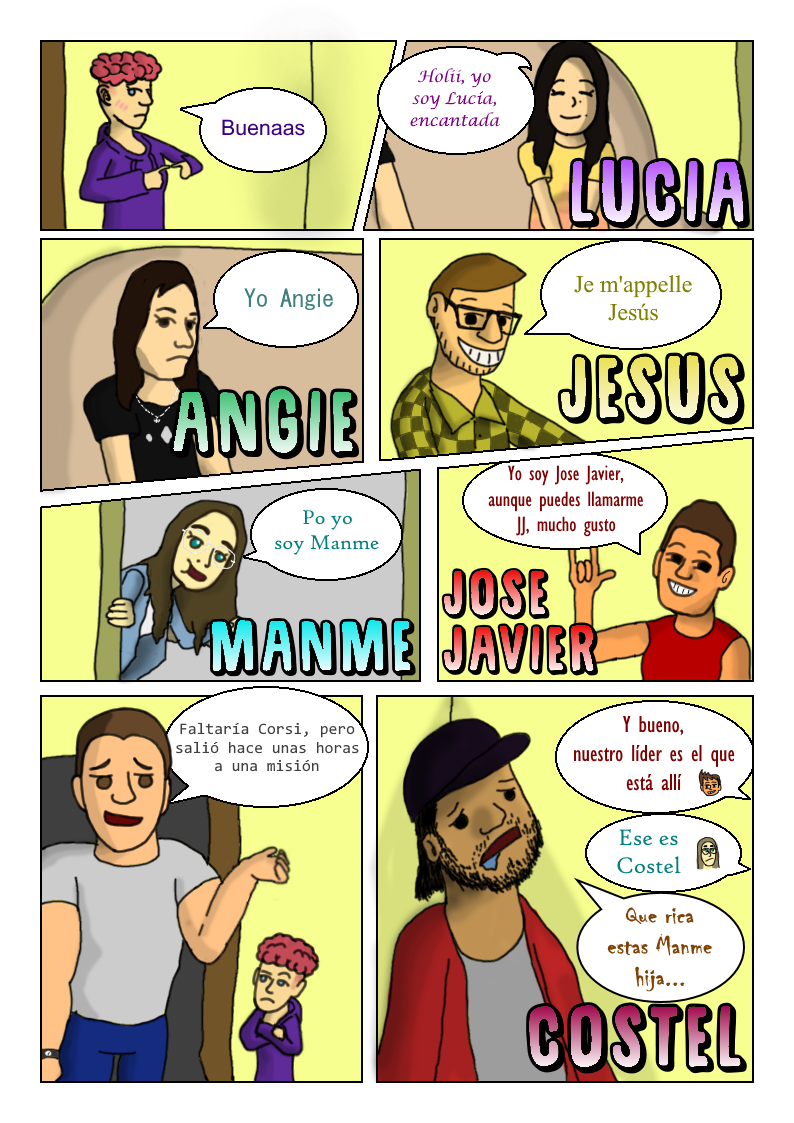 Buenaas
Holii, yo
soy Lucía,
encantada
LUCIA
Yo Angie
ANGIE
Je m'appelle
Jesús
JESUS
Po yo
soy Manme
MANME
Yo soy Jose Javier,
aunque puedes llamarme
JJ, mucho gusto
JOSE
JAVIER
Faltaría Corsi, pero
salió hace unas horas
a una misión
Y bueno,
nuestro líder es el que
está allí
Ese es
Costel
Que rica
estas Manme
hija...
COSTEL